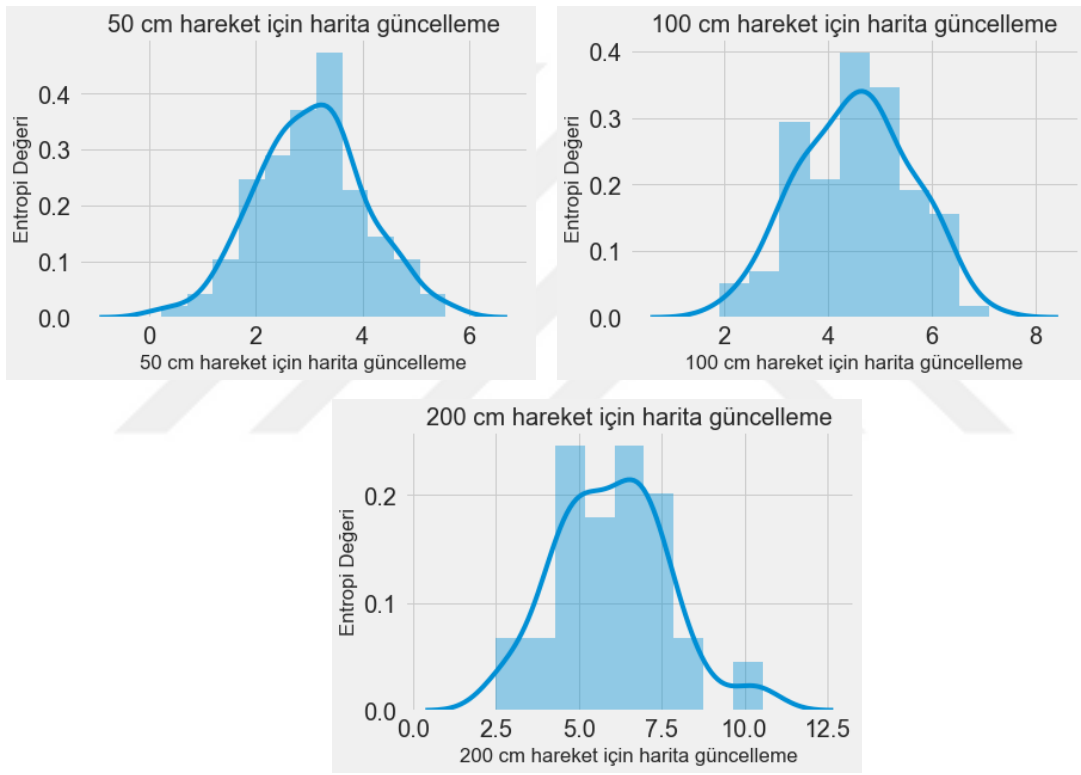 50 cm hareket için harita güncelleme
Entropi Değeri
0.4
0.3
0.2
0.1
0.0
0 2 4 6
50 cm hareket için harita güncelleme
100 cm hareket için harita güncelleme
Entropi Değeri
0.4
0.3
0.2
0.1
0.0
2 4 6 8
100 cm hareket için harita güncelleme
200 cm hareket için harita güncelleme
Entropi Değeri
0.2
0.1
0.0
0.0 2.5 5.0 7.5 10.0 12.5
200 cm hareket için harita güncelleme